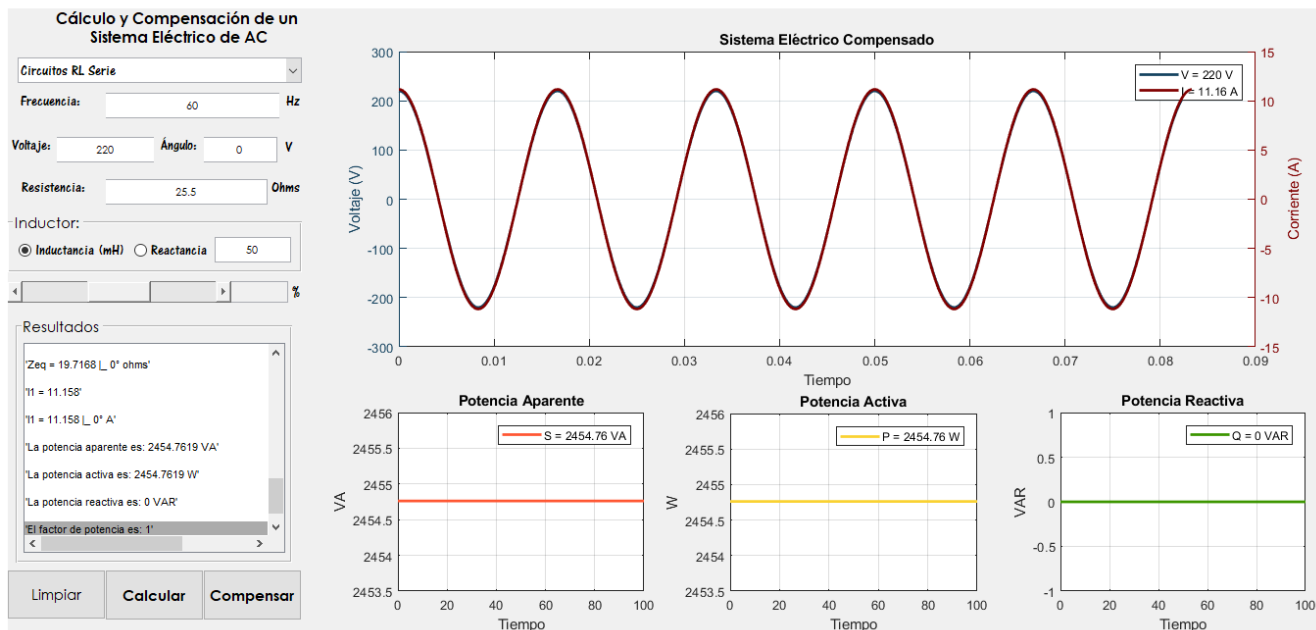 Cálculo y Compensación de un
Sistema Eléctrico de AC
Circuitos RL Serie
Frecuencia: 60 Hz
Voltaje: 220 Ángulo: 0 V
Resistencia: 25.5 Ohms
Inductor:
Inductancia (mH) Reactancia 50
%
Resultados
'Zeq = 19.7168 |_ 0° ohms'
'I1 = 11.158'
'I1 = 11.158 |_ 0° A'
'La potencia aparente es: 2454.7619 VA'
'La potencia activa es: 2454.7619 W'
'La potencia reactiva es: 0 VAR'
'El factor de potencia es: 1'
Limpiar Calcular Compensar
Sistema Eléctrico Compensado
V = 220 V
I = 11.16 A
Voltaje (V)
300
200
100
0
-100
-200
-300
Corriente (A)
15
10
5
0
-5
-10
-15
0 0.01 0.02 0.03 0.04 0.05 0.06 0.07 0.08 0.09
Tiempo
Potencia Aparente
S = 2454.76 VA
VA
2456
2455.5
2455
2454.5
2454
2453.5
0 20 40 60 80 100
Tiempo
Potencia Activa
P = 2454.76 W
W
2456
2455.5
2455
2454.5
2454
2453.5
0 20 40 60 80 100
Tiempo
Potencia Reactiva
Q = 0 VAR
VAR
1
0.5
0
-0.5
-1
0 20 40 60 80 100
Tiempo